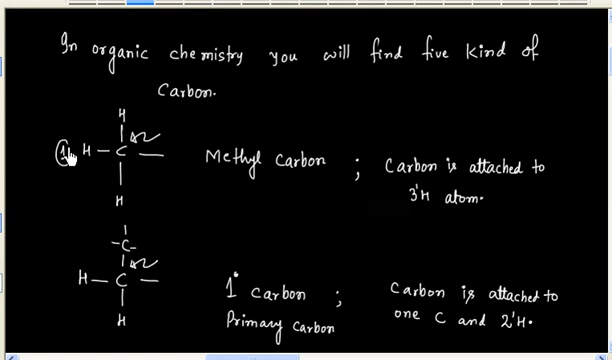 In organic chemistry you will find five kind of
Carbon.
H
① H — C — Methyl Carbon ; Carbon is attached to
H 3'H atom.
-C-
H — C — 1° Carbon ; Carbon is attached to
H Primary Carbon one C and 2'H.